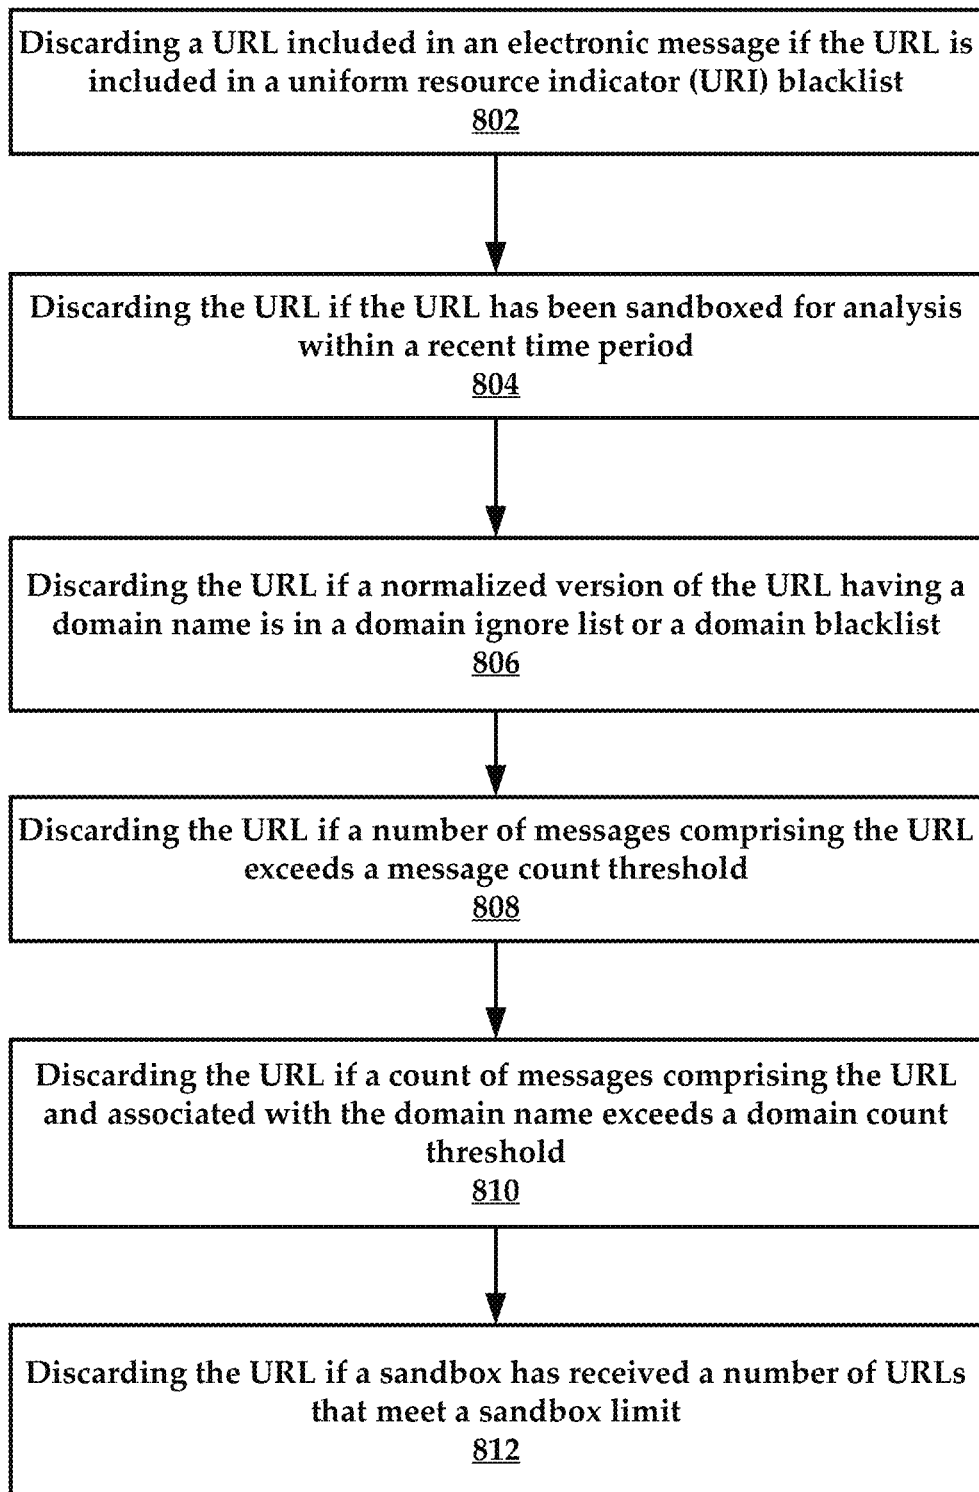 Discarding a URL included in an electronic message if the URL is
included in a uniform resource indicator (URI) blacklist
802
Discarding the URL if the URL has been sandboxed for analysis
within a recent time period
804
Discarding the URL if a normalized version of the URL having a
domain name is in a domain ignore list or a domain blacklist
806
Discarding the URL if a number of messages comprising the URL
exceeds a message count threshold
808
Discarding the URL if a count of messages comprising the URL
and associated with the domain name exceeds a domain count
threshold
810
Discarding the URL if a sandbox has received a number of URLs
that meet a sandbox limit
812